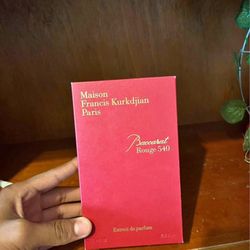 Maison
Francis Kurkdjian
Paris
Baccarat
Rouge 540
Extrait de parfum